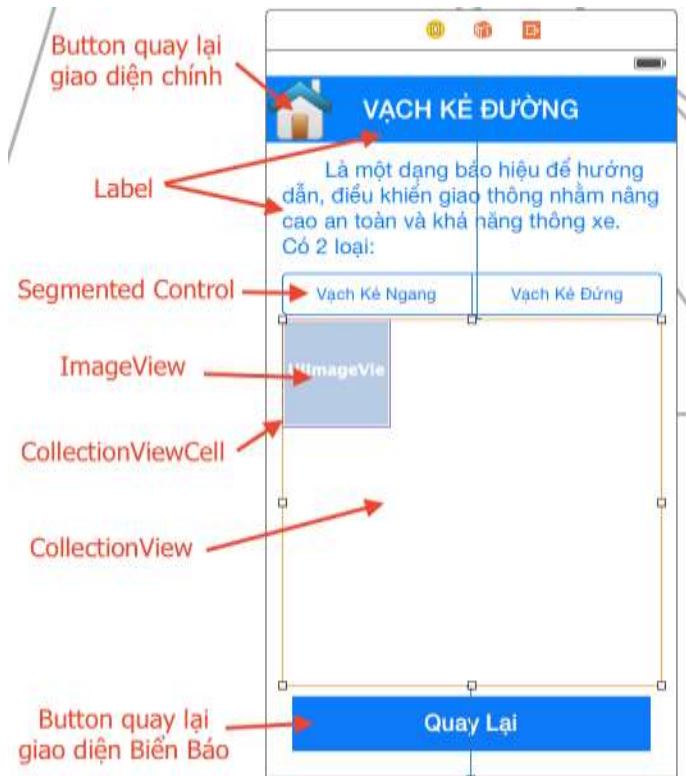 Button quay lại
giao diện chính
VẠCH KẺ ĐƯỜNG
Label
Là một dạng báo hiệu để hướng
dẫn, điều khiển giao thông nhằm nâng
cao an toàn và khả năng thông xe.
Có 2 loại:
Segmented Control
Vạch Kẻ Ngang
Vạch Kẻ Đứng
ImageView
UIImageVie
CollectionViewCell
CollectionView
Button quay lại
giao diện Biển Báo
Quay Lại